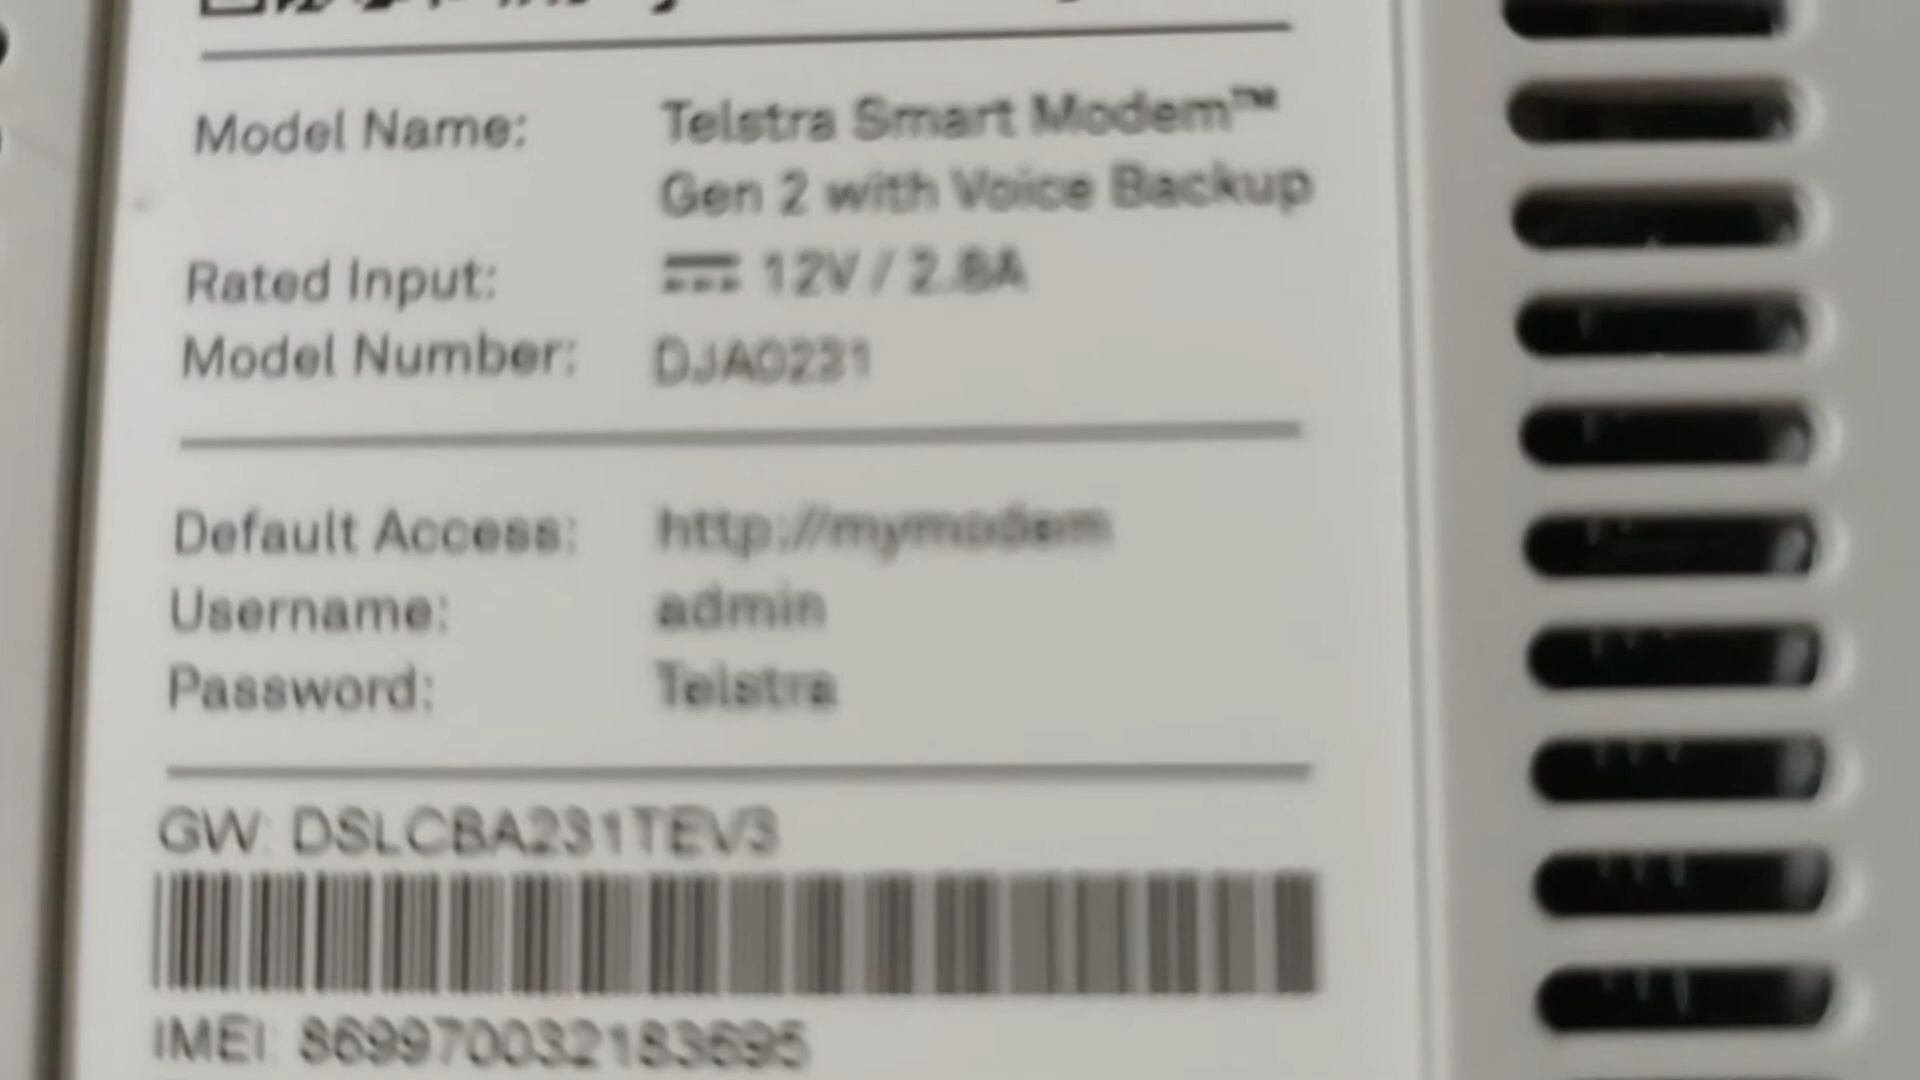 Model Name: Telstra Smart Modem™
Gen 2 with Voice Backup
Rated Input: ⎓ 12V / 2.8A
Model Number: DJA0231
Default Access: http://mymodem
Username: admin
Password: Telstra
GW: DSLCBA231TEV3
IMEI: 869970032183695